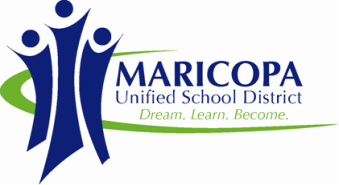 MARICOPA
Unified School District
Dream. Learn. Become.